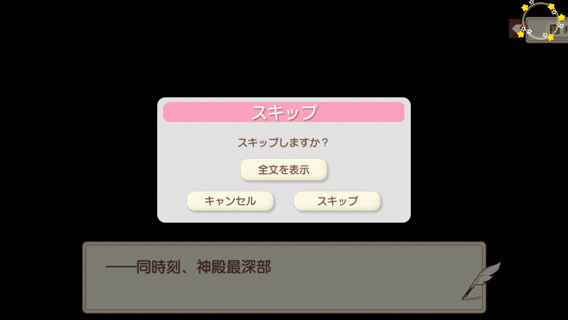 スキップ
スキップしますか？
全文を表示
キャンセル
スキップ
――同時刻、神殿最深部